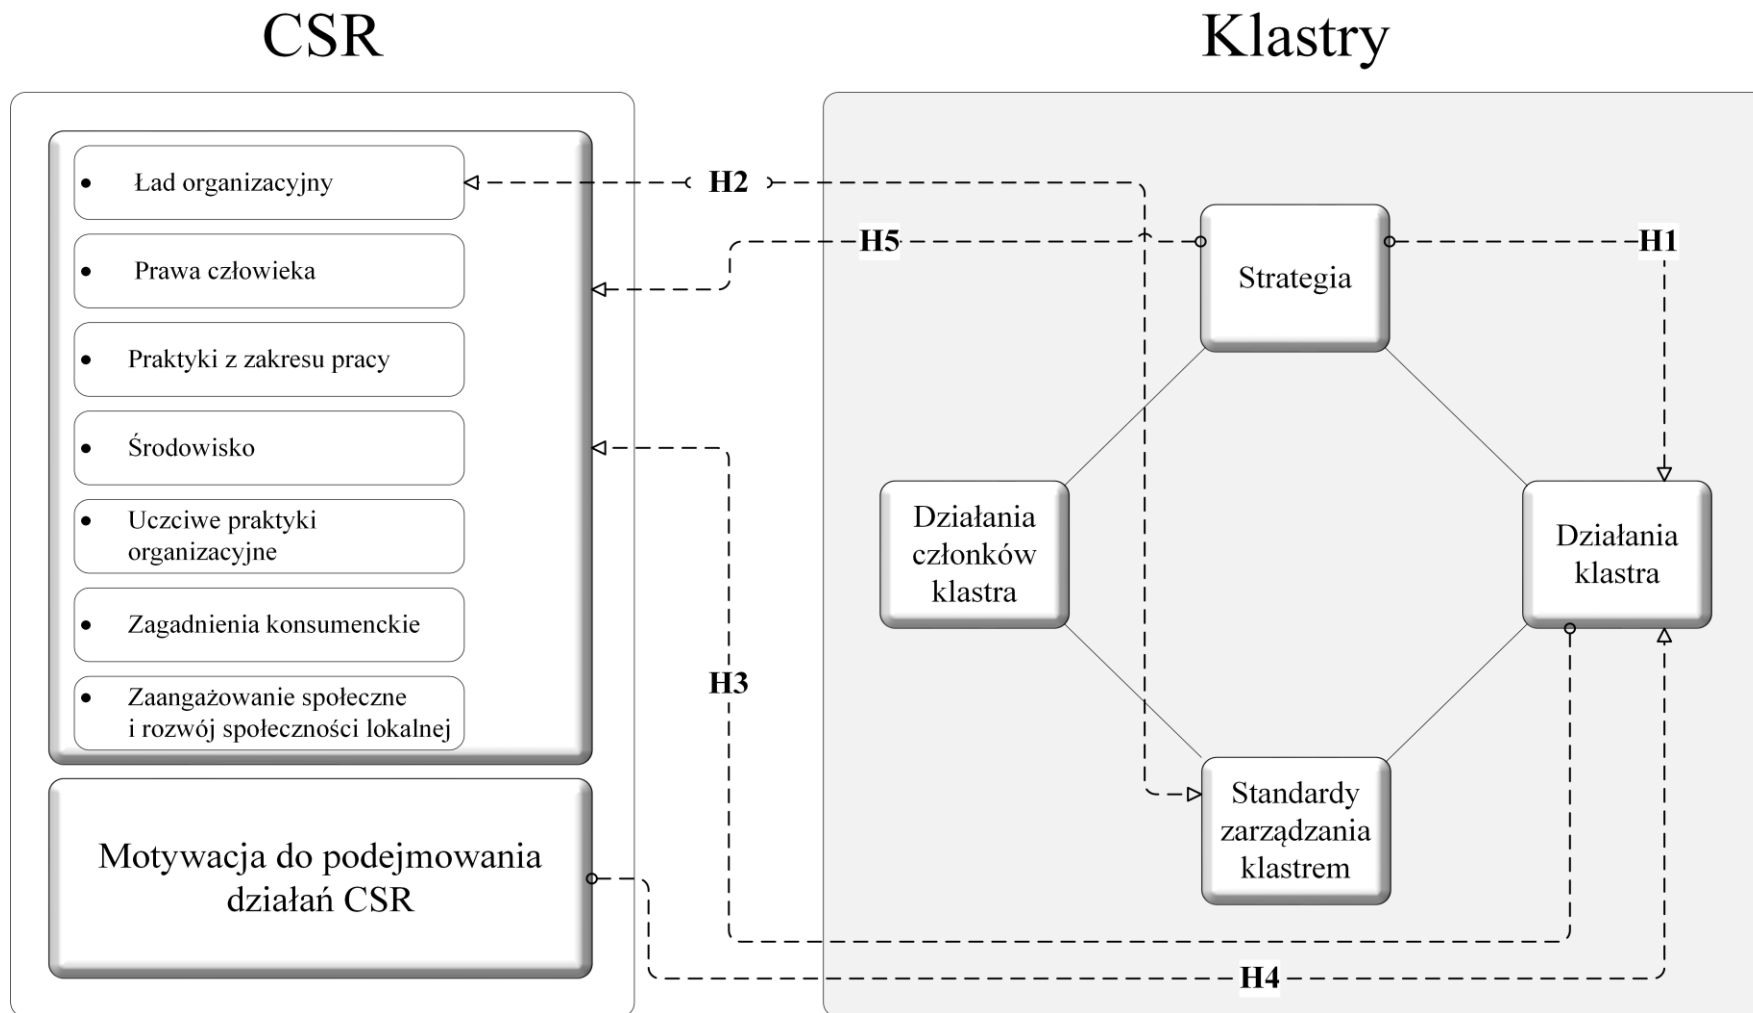 CSR
Klastry
• Ład organizacyjny
• Prawa człowieka
• Praktyki z zakresu pracy
• Środowisko
• Uczciwe praktyki
organizacyjne
• Zagadnienia konsumenckie
• Zaangażowanie społeczne
i rozwój społeczności lokalnej
Motywacja do podejmowania
działań CSR
H2
H5
H1
H3
H4
Strategia
Działania
członków
klastra
Działania
klastra
Standardy
zarządzania
klastrem